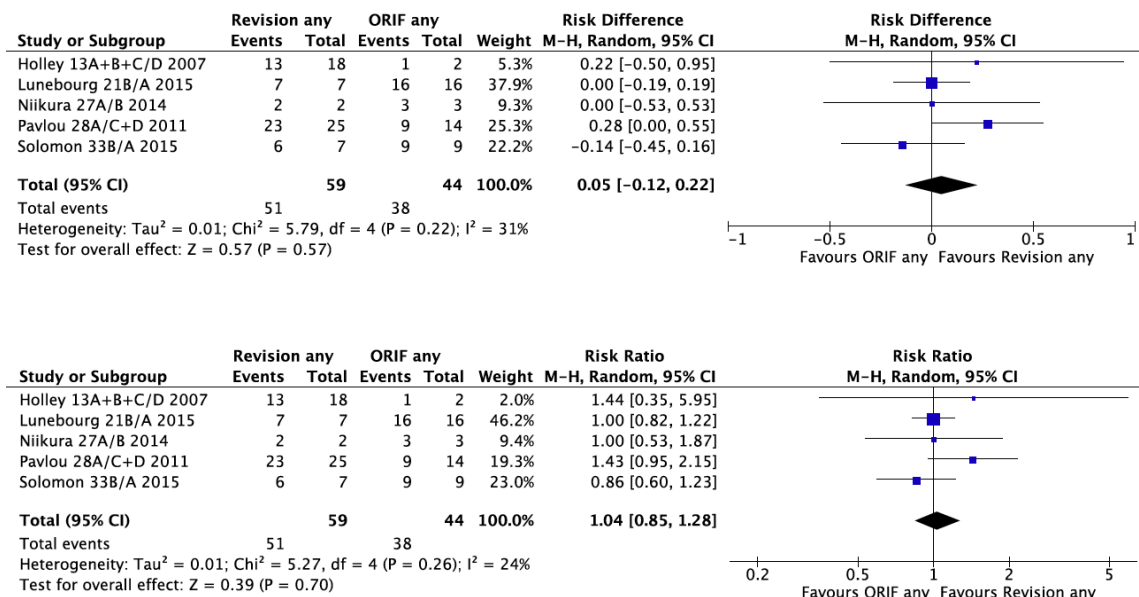 Revision any ORIF any Risk Difference Risk Difference
Study or Subgroup Events Total Events Total Weight M-H, Random, 95% CI M-H, Random, 95% CI
Holley 13A+B+C/D 2007 13 18 1 2 5.3% 0.22 [-0.50, 0.95]
Lunebourg 21B/A 2015 7 7 16 16 37.9% 0.00 [-0.19, 0.19]
Niikura 27A/B 2014 2 2 3 3 9.3% 0.00 [-0.53, 0.53]
Pavlou 28A/C+D 2011 23 25 9 14 25.3% 0.28 [0.00, 0.55]
Solomon 33B/A 2015 6 7 9 9 22.2% -0.14 [-0.45, 0.16]
Total (95% CI) 59 44 100.0% 0.05 [-0.12, 0.22]
Total events 51 38
Heterogeneity: Tau² = 0.01; Chi² = 5.79, df = 4 (P = 0.22); I² = 31%
Test for overall effect: Z = 0.57 (P = 0.57)
-1 -0.5 0 0.5 1
Favours ORIF any Favours Revision any
Revision any ORIF any Risk Ratio Risk Ratio
Study or Subgroup Events Total Events Total Weight M-H, Random, 95% CI M-H, Random, 95% CI
Holley 13A+B+C/D 2007 13 18 1 2 2.0% 1.44 [0.35, 5.95]
Lunebourg 21B/A 2015 7 7 16 16 46.2% 1.00 [0.82, 1.22]
Niikura 27A/B 2014 2 2 3 3 9.4% 1.00 [0.53, 1.87]
Pavlou 28A/C+D 2011 23 25 9 14 19.3% 1.43 [0.95, 2.15]
Solomon 33B/A 2015 6 7 9 9 23.0% 0.86 [0.60, 1.23]
Total (95% CI) 59 44 100.0% 1.04 [0.85, 1.28]
Total events 51 38
Heterogeneity: Tau² = 0.01; Chi² = 5.27, df = 4 (P = 0.26); I² = 24%
Test for overall effect: Z = 0.39 (P = 0.70)
0.2 0.5 1 2 5
Favours ORIF any Favours Revision any